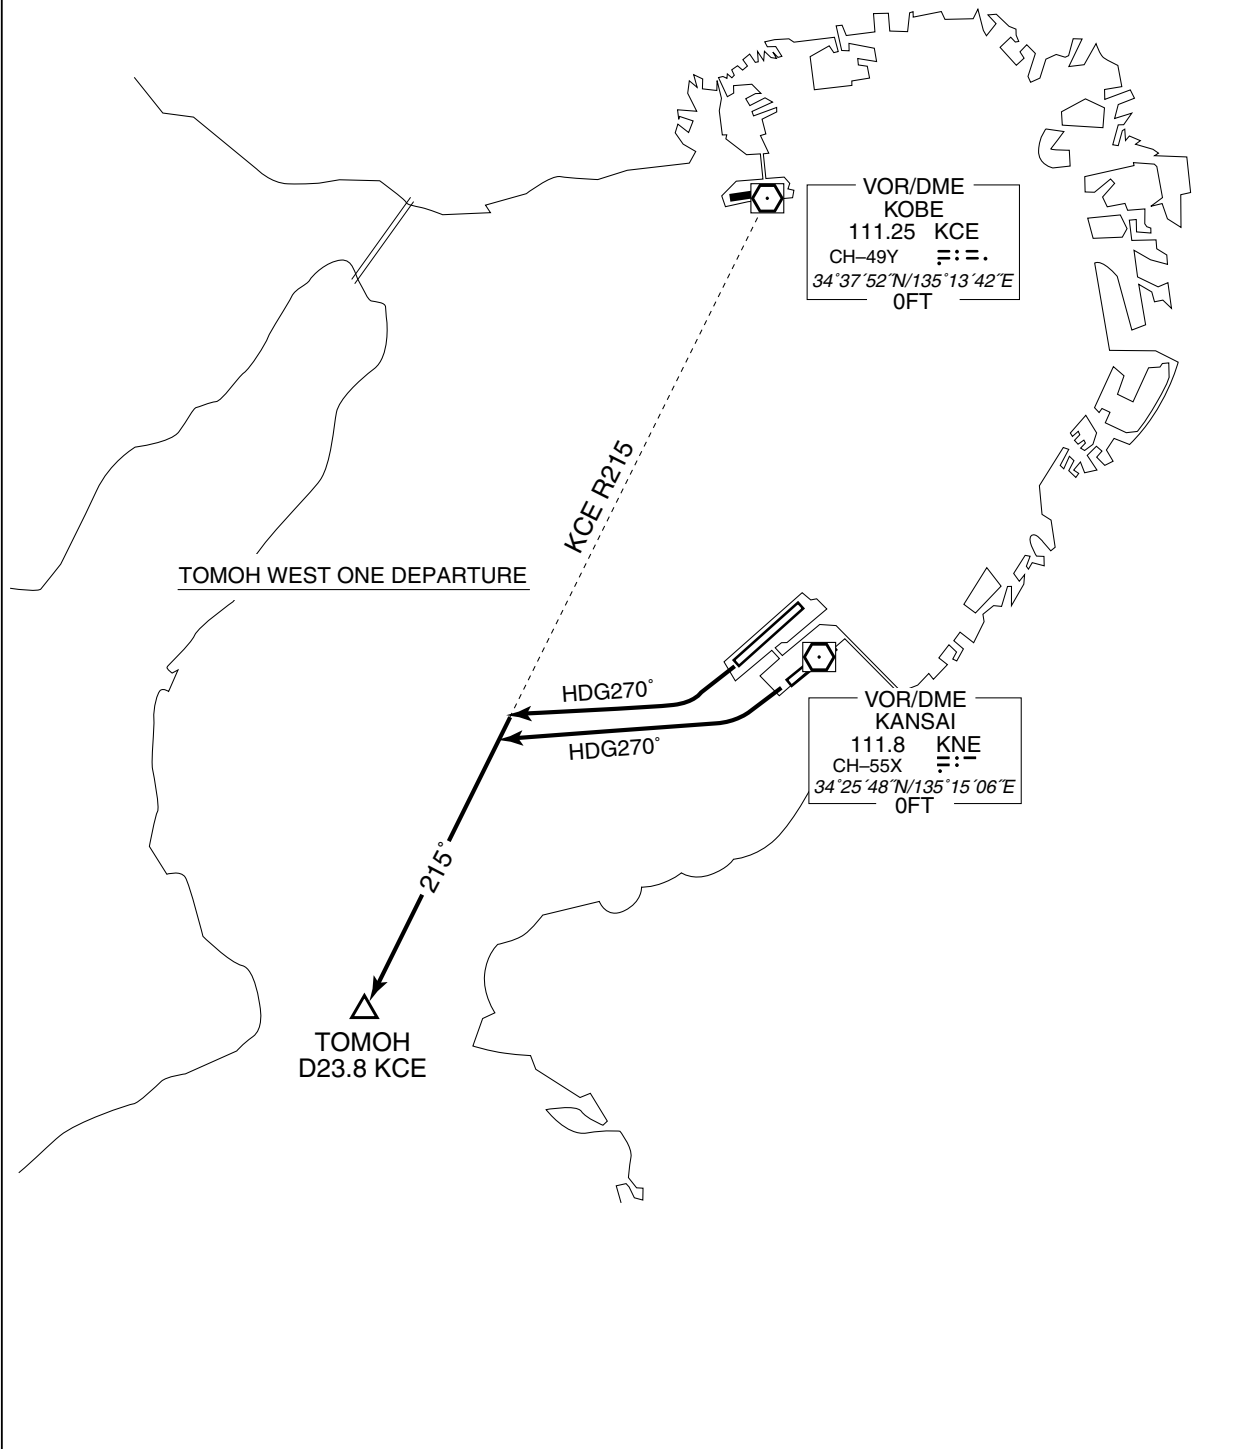 VOR/DME
KOBE
111.25 KCE
CH–49Y
34°37´52˝N/135°13´42˝E
0FT
KCE R215
TOMOH WEST ONE DEPARTURE
HDG270°
HDG270°
VOR/DME
KANSAI
111.8 KNE
CH–55X
34°25´48˝N/135°15´06˝E
0FT
215°
TOMOH
D23.8 KCE